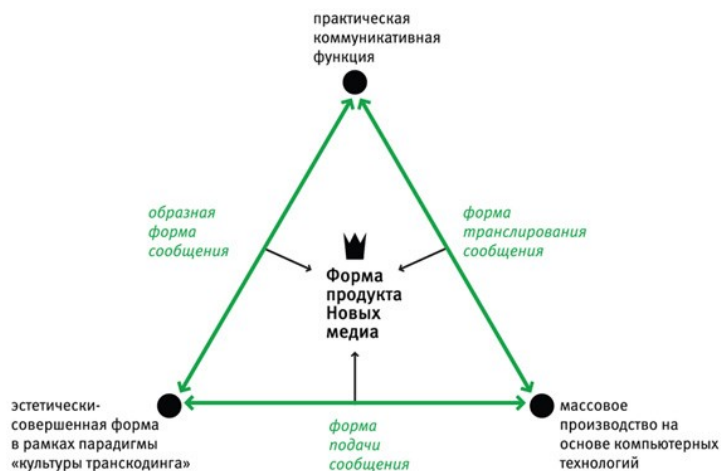 практическая
коммуникативная
функция
образная
форма
сообщения
форма
транслирования
сообщения
Форма
продукта
Новых
медиа
эстетически-
совершенная форма
в рамках парадигмы
«культуры транскодинга»
форма
подачи
сообщения
массовое
производство на
основе компьютерных
технологий